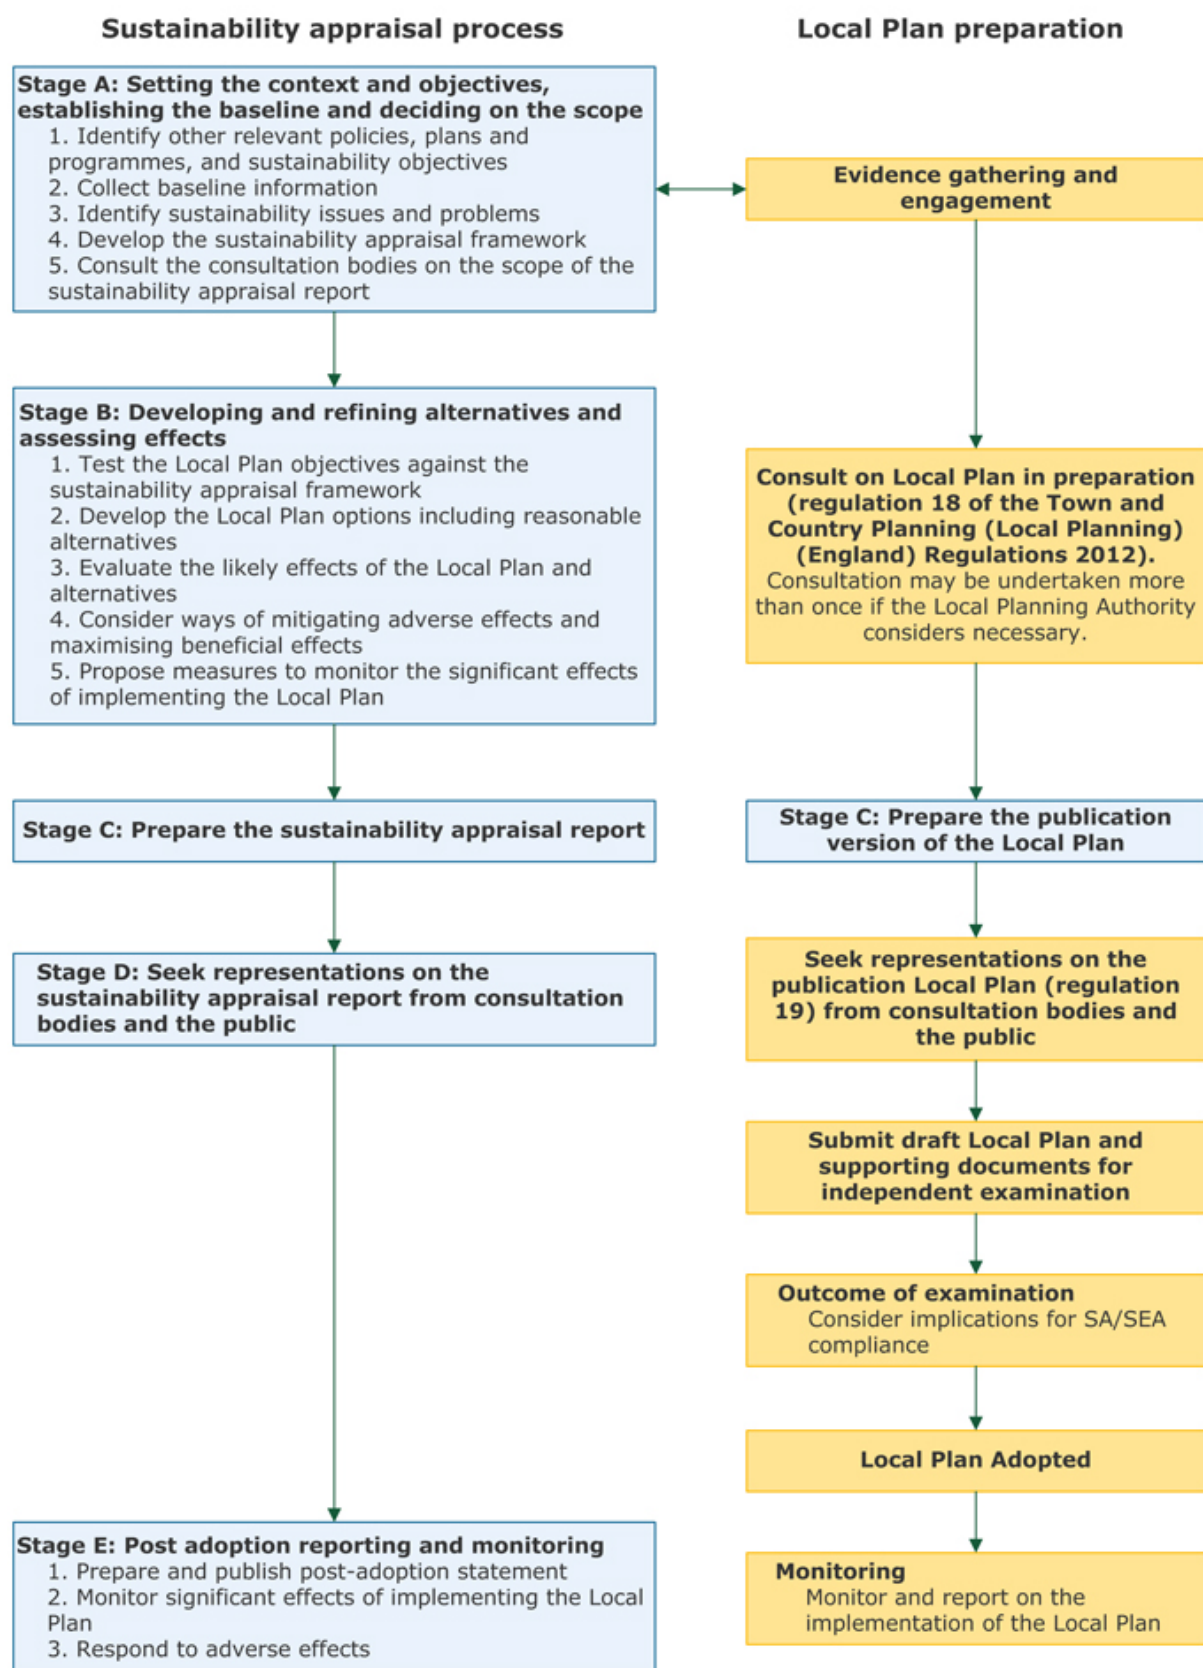 Sustainability appraisal process
Local Plan preparation
Stage A: Setting the context and objectives,
establishing the baseline and deciding on the scope
1. Identify other relevant policies, plans and
programmes, and sustainability objectives
2. Collect baseline information
3. Identify sustainability issues and problems
4. Develop the sustainability appraisal framework
5. Consult the consultation bodies on the scope of the
sustainability appraisal report
Evidence gathering and
engagement
Stage B: Developing and refining alternatives and
assessing effects
1. Test the Local Plan objectives against the
sustainability appraisal framework
2. Develop the Local Plan options including reasonable
alternatives
3. Evaluate the likely effects of the Local Plan and
alternatives
4. Consider ways of mitigating adverse effects and
maximising beneficial effects
5. Propose measures to monitor the significant effects
of implementing the Local Plan
Consult on Local Plan in preparation
(regulation 18 of the Town and
Country Planning (Local Planning)
(England) Regulations 2012).
Consultation may be undertaken more
than once if the Local Planning Authority
considers necessary.
Stage C: Prepare the sustainability appraisal report
Stage C: Prepare the publication
version of the Local Plan
Stage D: Seek representations on the
sustainability appraisal report from consultation
bodies and the public
Seek representations on the
publication Local Plan (regulation
19) from consultation bodies and
the public
Submit draft Local Plan and
supporting documents for
independent examination
Outcome of examination
Consider implications for SA/SEA
compliance
Local Plan Adopted
Stage E: Post adoption reporting and monitoring
1. Prepare and publish post-adoption statement
2. Monitor significant effects of implementing the Local
Plan
3. Respond to adverse effects
Monitoring
Monitor and report on the
implementation of the Local Plan